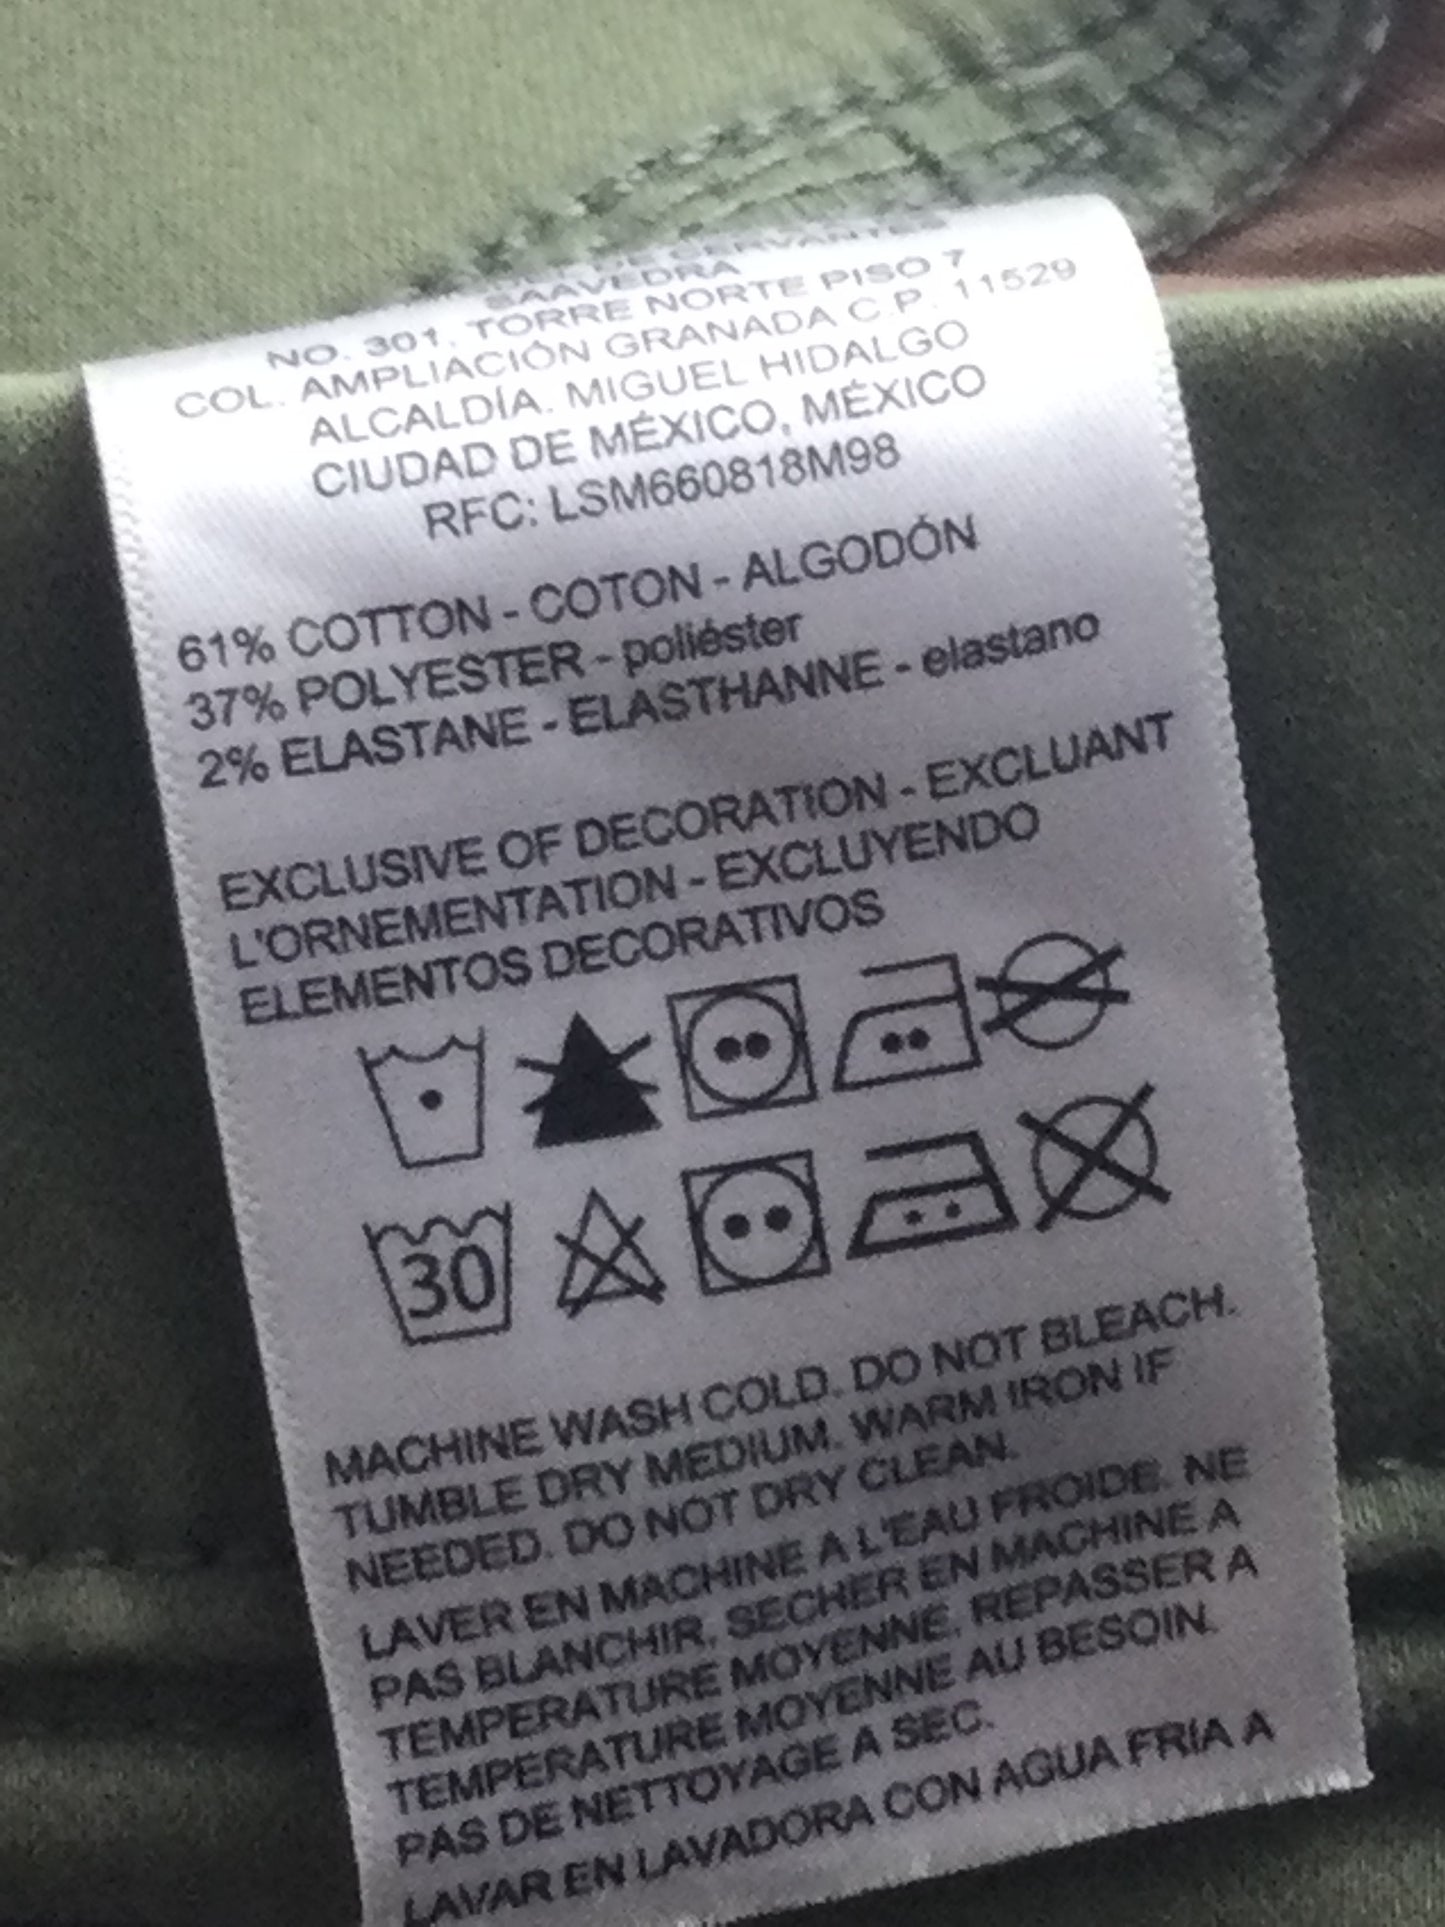 DE CERVANTES
SAAVEDRA
NO. 301, TORRE NORTE PISO 7
COL. AMPLIACIÓN GRANADA C.P. 11529
ALCALDÍA. MIGUEL HIDALGO
CIUDAD DE MÉXICO, MÉXICO
RFC: LSM660818M98
61% COTTON - COTON - ALGODÓN
37% POLYESTER - poliéster
2% ELASTANE - ELASTHANNE - elastano
EXCLUSIVE OF DECORATION - EXCLUANT
L'ORNEMENTATION - EXCLUYENDO
ELEMENTOS DECORATIVOS
30
MACHINE WASH COLD. DO NOT BLEACH.
TUMBLE DRY MEDIUM. WARM IRON IF
NEEDED. DO NOT DRY CLEAN.
LAVER EN MACHINE A L'EAU FROIDE. NE
PAS BLANCHIR. SECHER EN MACHINE A
TEMPERATURE MOYENNE. REPASSER A
TEMPERATURE MOYENNE AU BESOIN.
PAS DE NETTOYAGE A SEC.
LAVAR EN LAVADORA CON AGUA FRIA A